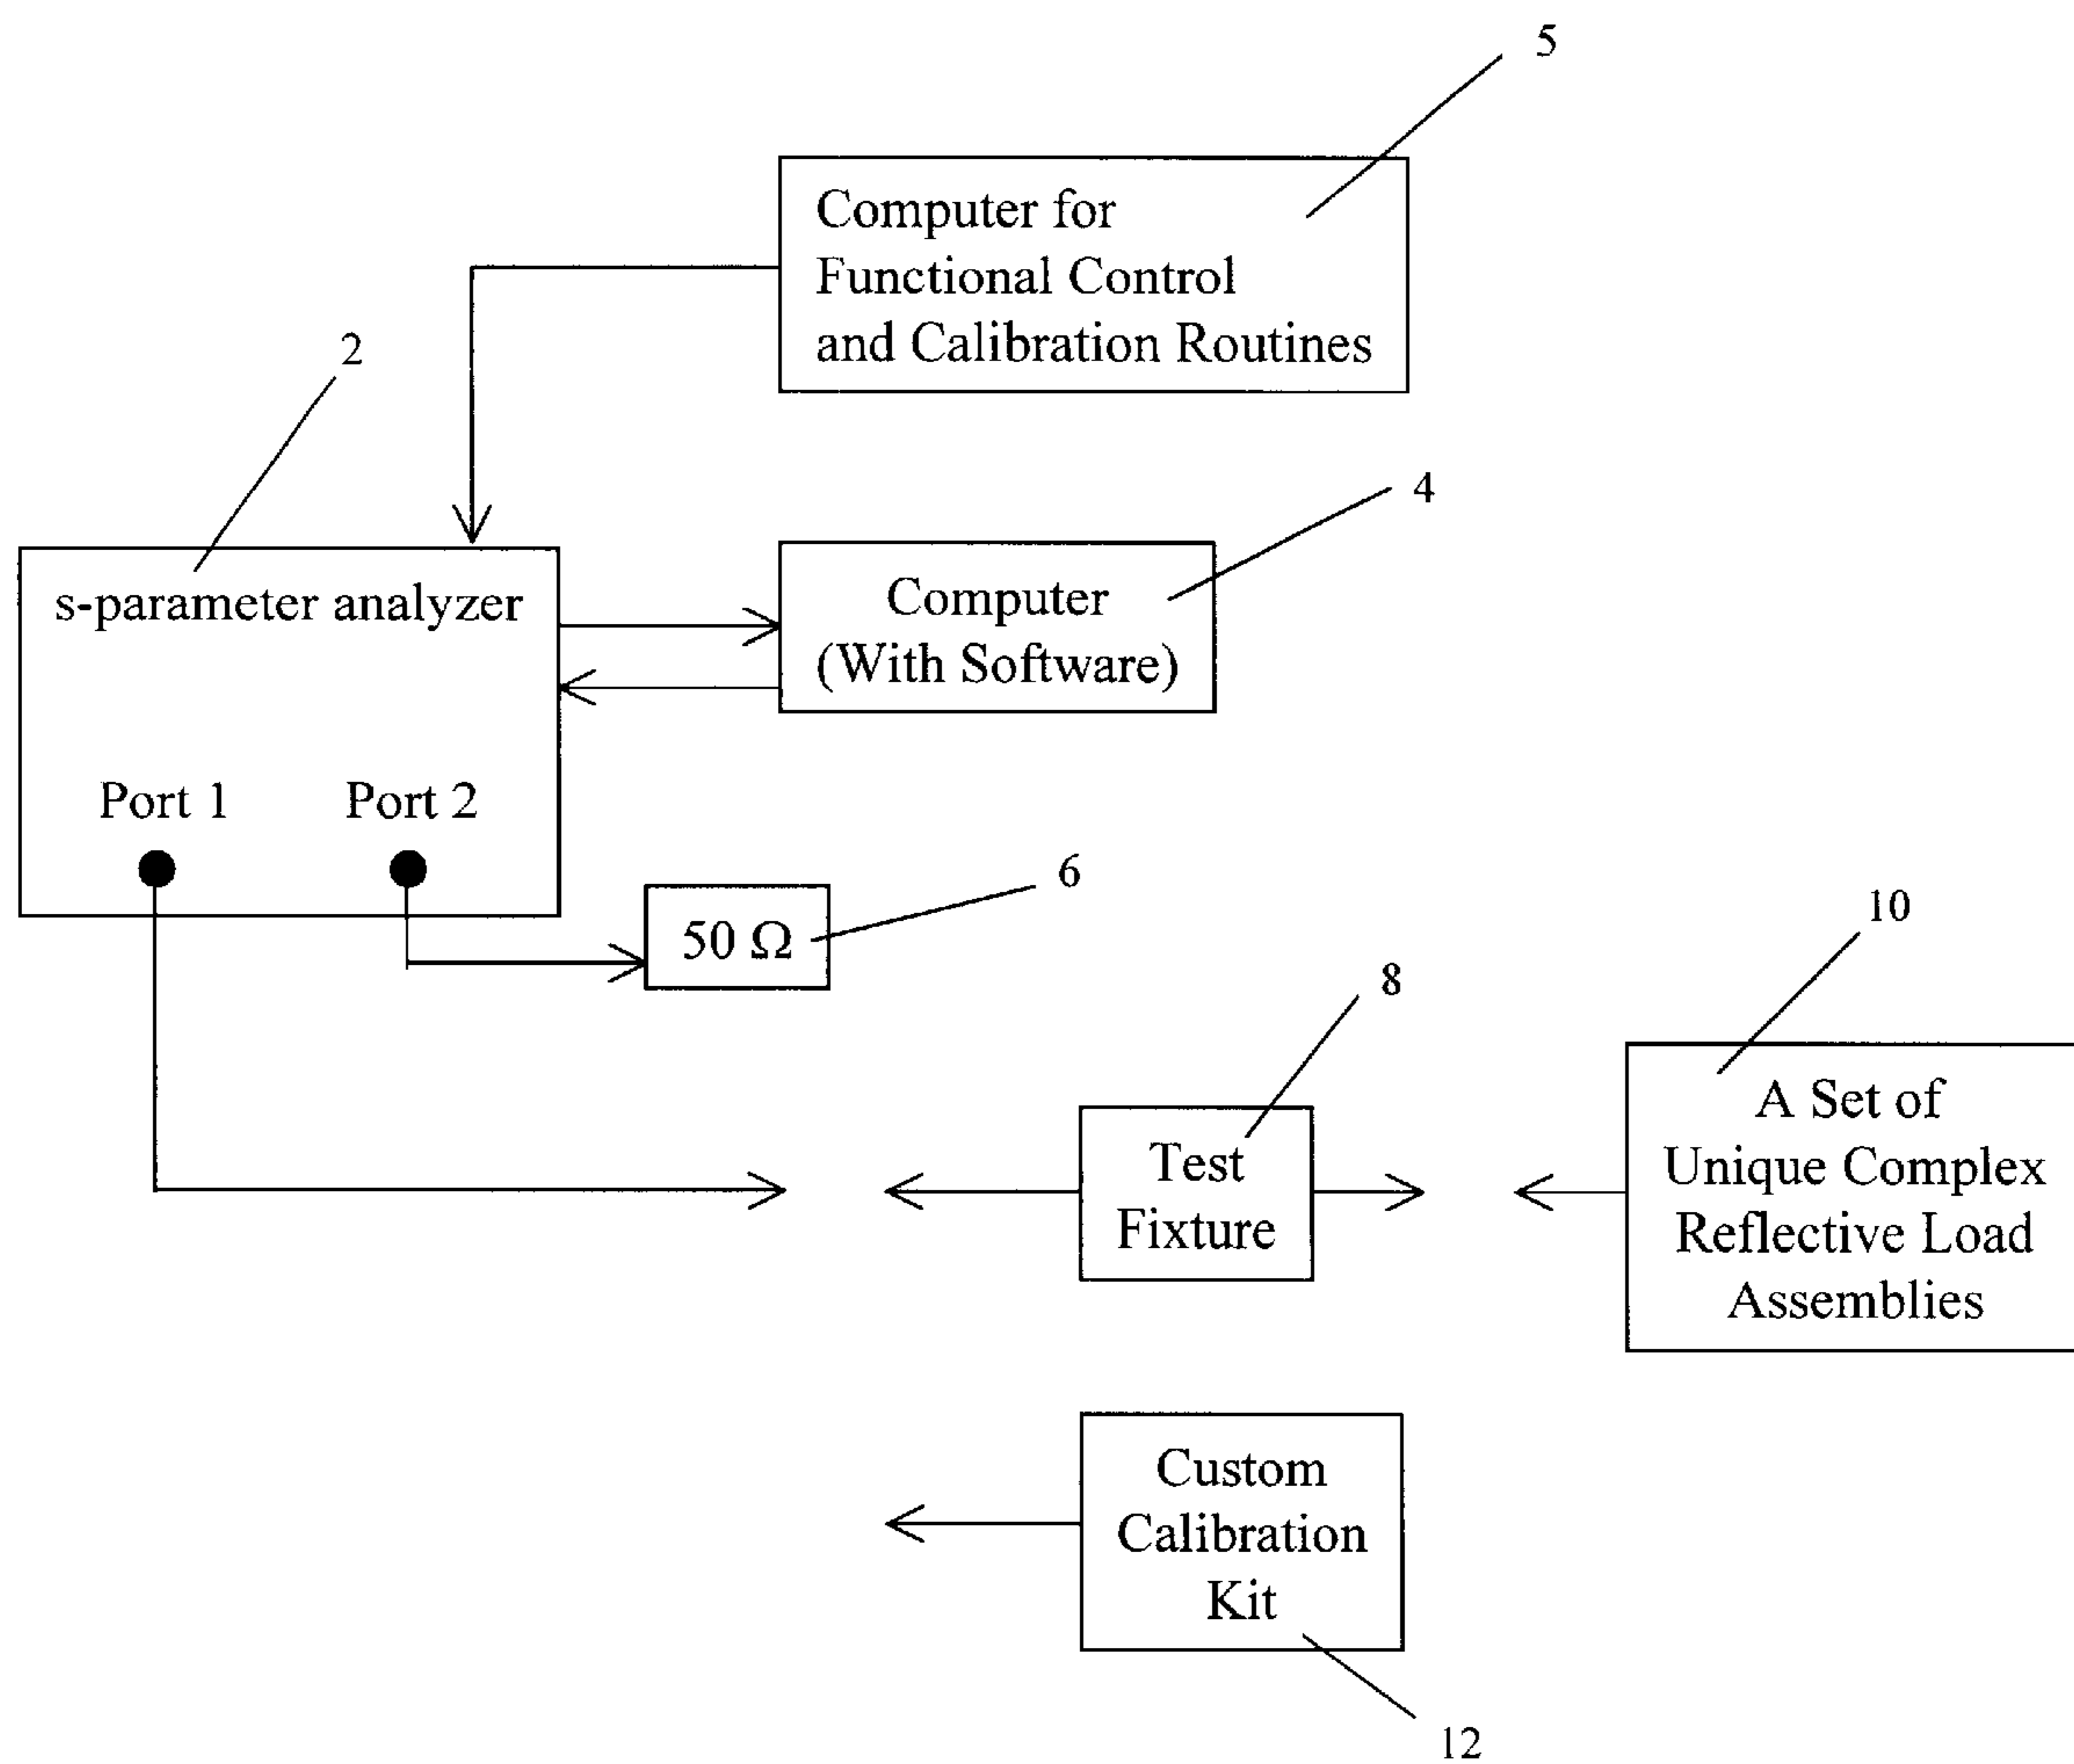 5
Computer for
Functional Control
and Calibration Routines
2
4
s-parameter analyzer
Computer
(With Software)
Port 1
Port 2
6
50 Ω
10
8
A Set of
Unique Complex
Reflective Load
Assemblies
Test
Fixture
Custom
Calibration
Kit
12